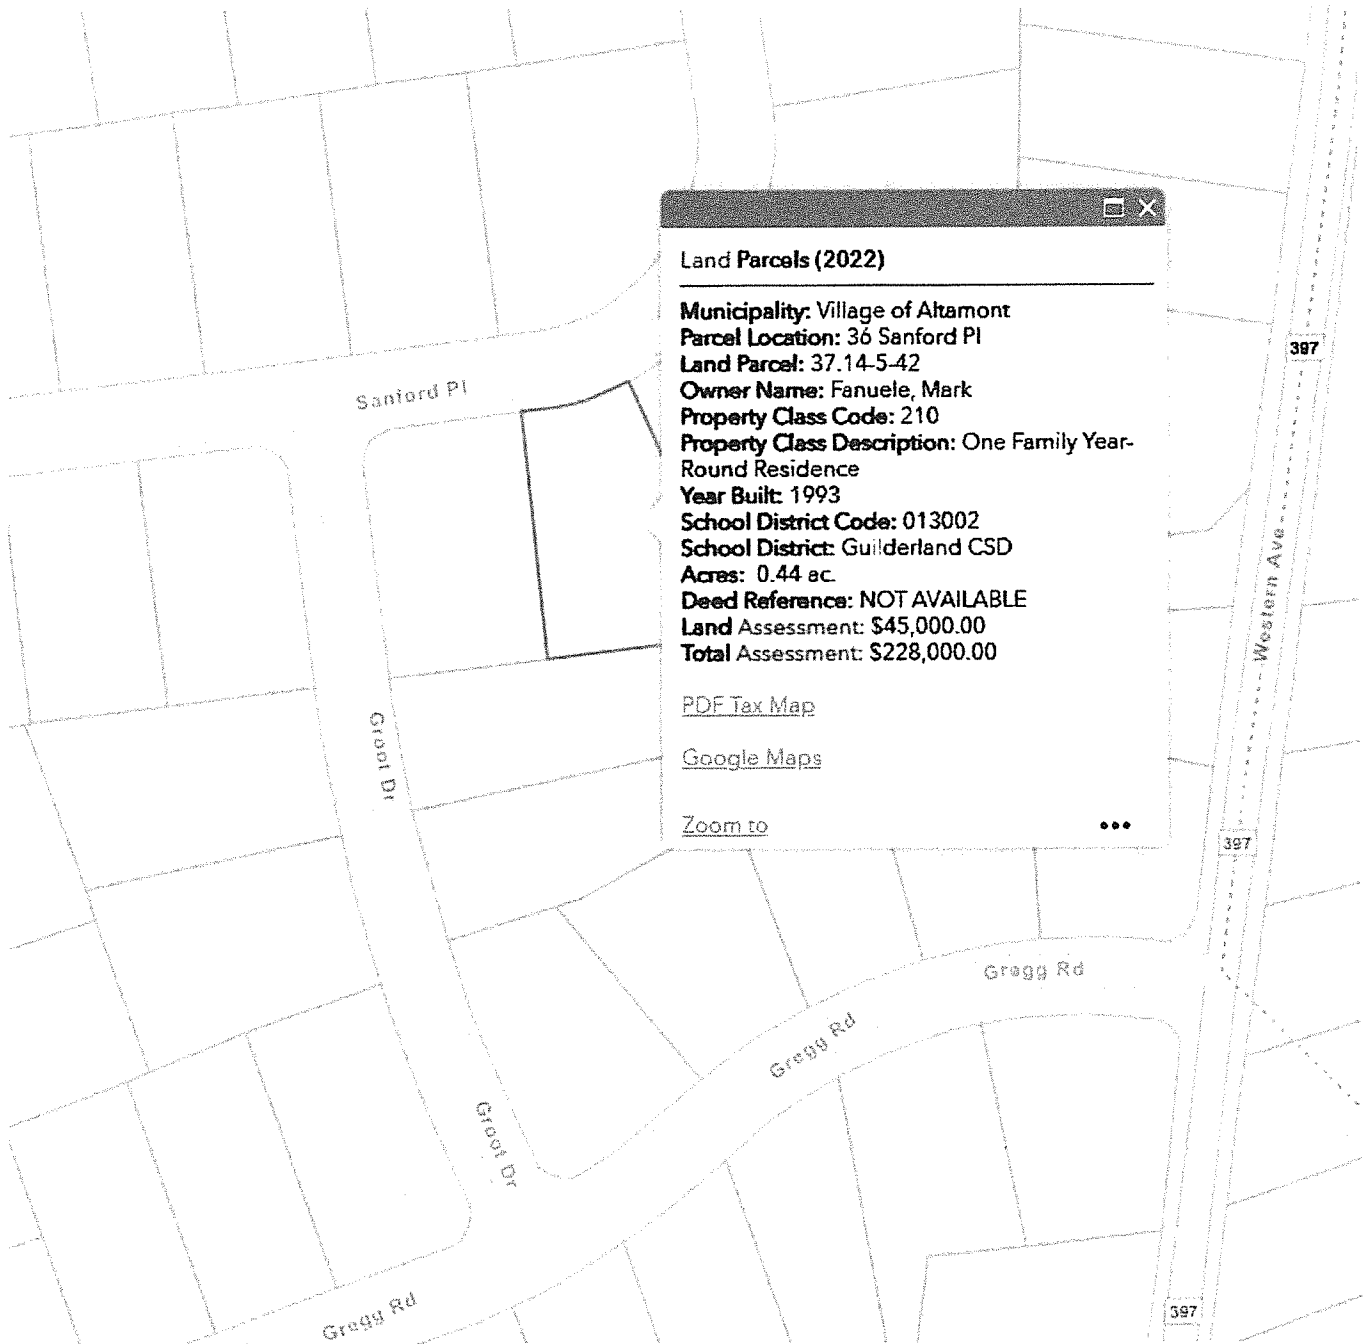 Land Parcels (2022)
Municipality: Village of Altamont
Parcel Location: 36 Sanford Pl
Land Parcel: 37.14-5-42
Owner Name: Fanuele, Mark
Property Class Code: 210
Property Class Description: One Family Year-
Round Residence
Year Built: 1993
School District Code: 013002
School District: Guilderland CSD
Acres: 0.44 ac.
Deed Reference: NOT AVAILABLE
Land Assessment: $45,000.00
Total Assessment: $228,000.00
PDF Tax Map
Google Maps
Zoom to
•••
397
Sanford Pl
Western Ave
Groot Dr
397
Gregg Rd
Gregg Rd
Groot Dr
Gregg Rd
397